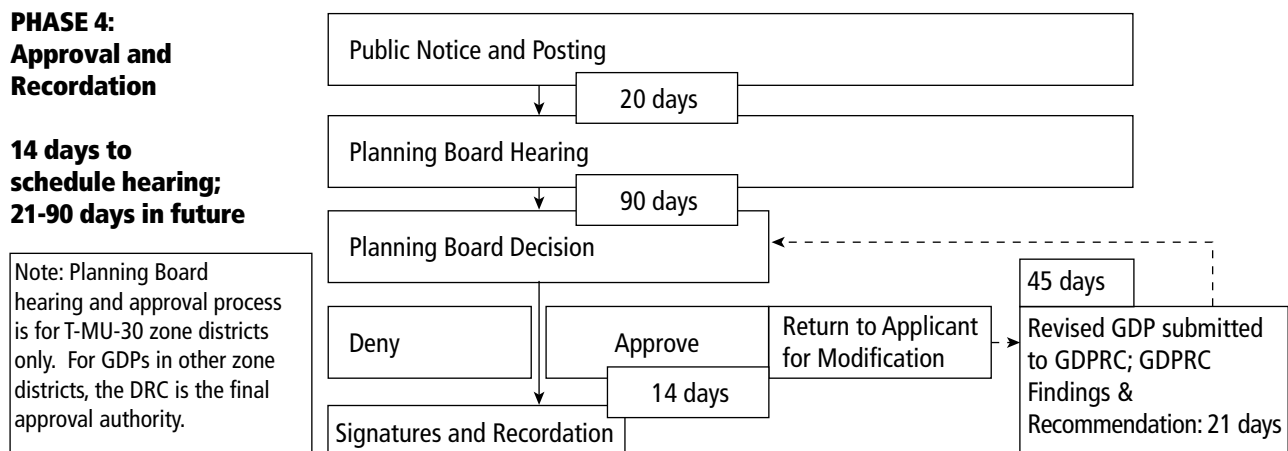 PHASE 4:
Approval and
Recordation
14 days to
schedule hearing;
21-90 days in future
Note: Planning Board
hearing and approval process
is for T-MU-30 zone districts
only.  For GDPs in other zone
districts, the DRC is the final
approval authority.
Public Notice and Posting
20 days
Planning Board Hearing
90 days
Planning Board Decision
Deny
Approve
Return to Applicant
for Modification
45 days
Revised GDP submitted
to GDPRC; GDPRC
Findings &
Recommendation: 21 days
14 days
Signatures and Recordation